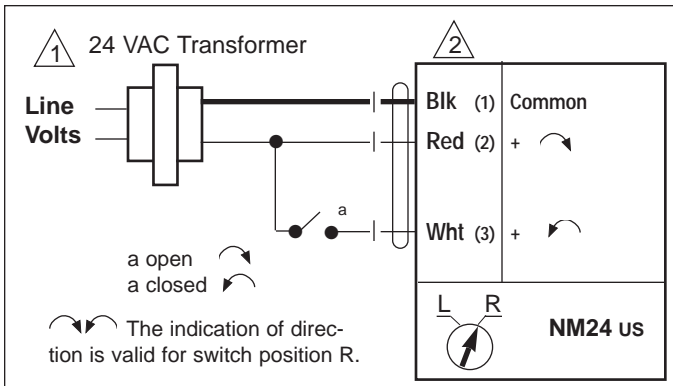 1 24 VAC Transformer 2
Line
Volts
Blk (1) Common
Red (2) +
a
Wht (3) +
a open
a closed
L R
NM24 US
The indication of direc-
tion is valid for switch position R.